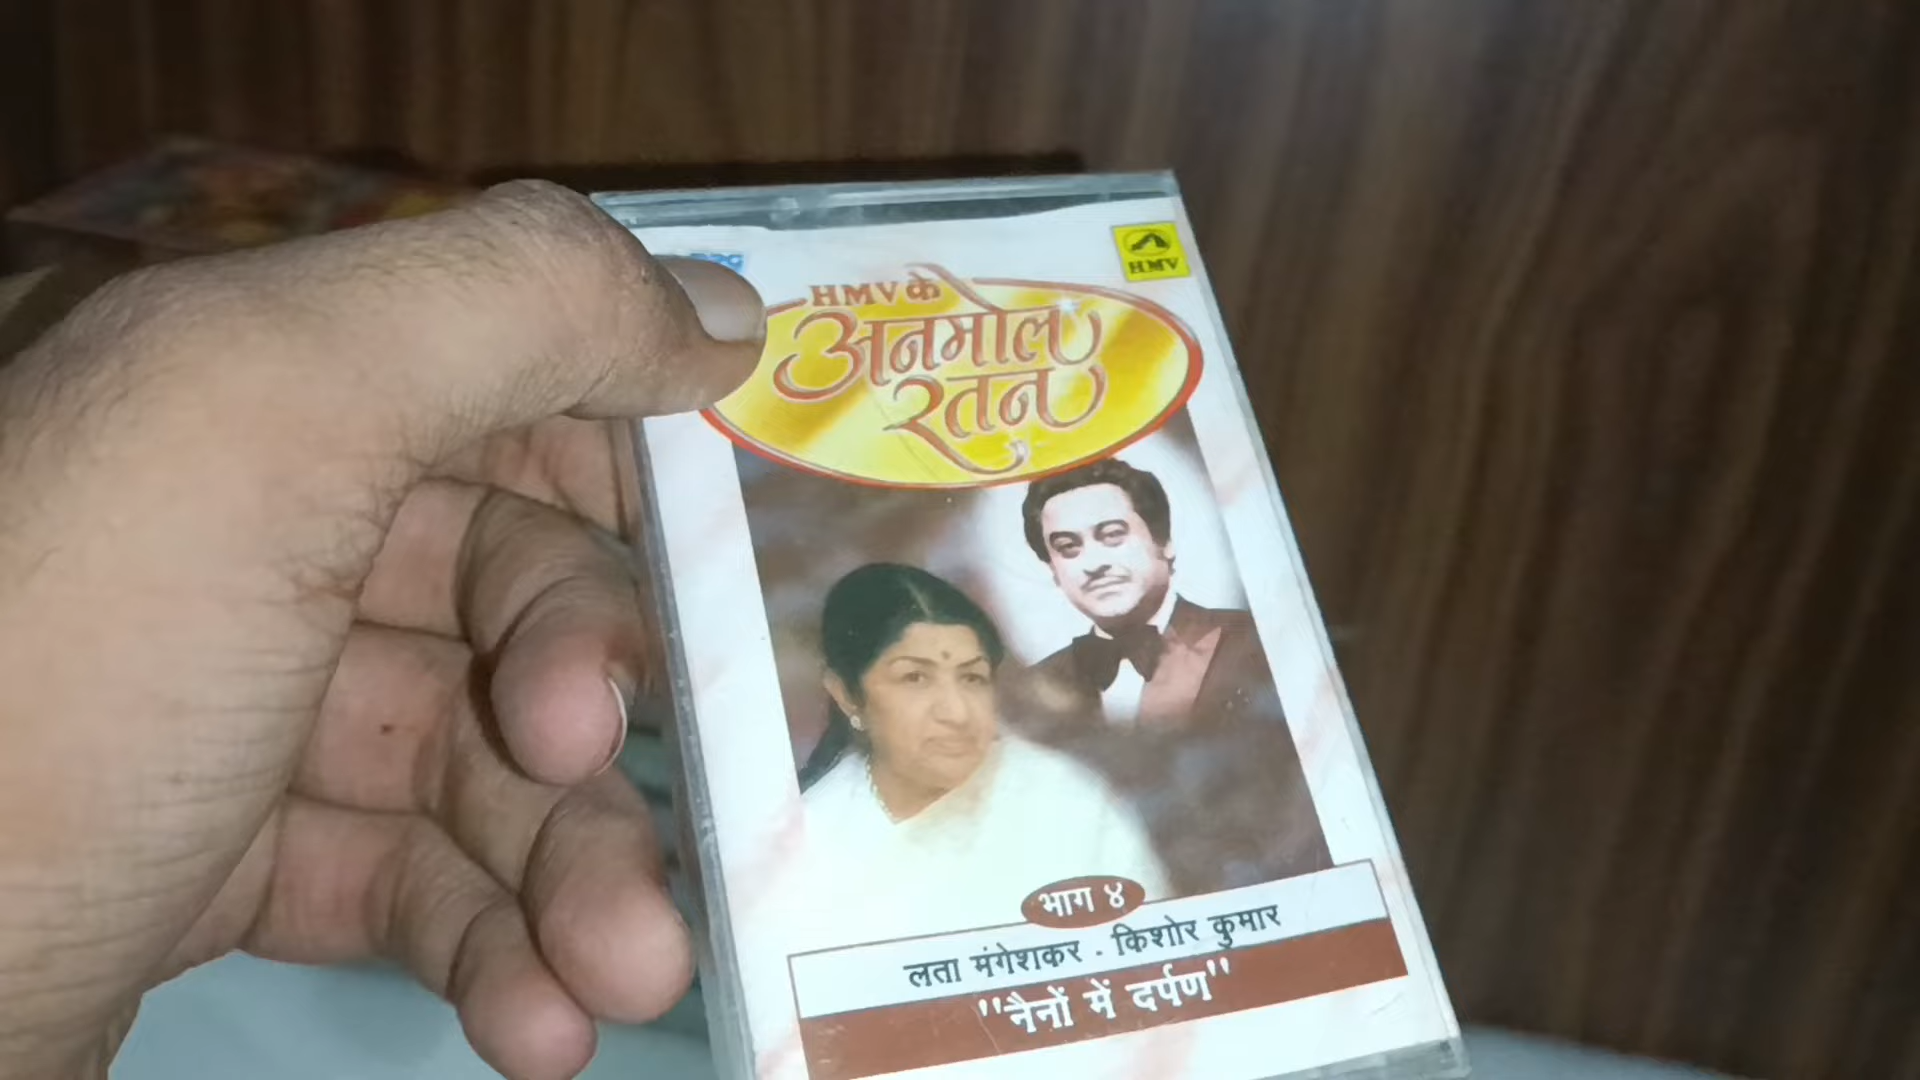 HMV
HMV के
अनमोल
रतन
भाग ४
लता मंगेशकर . किशोर कुमार
"नैनों में दर्पण"